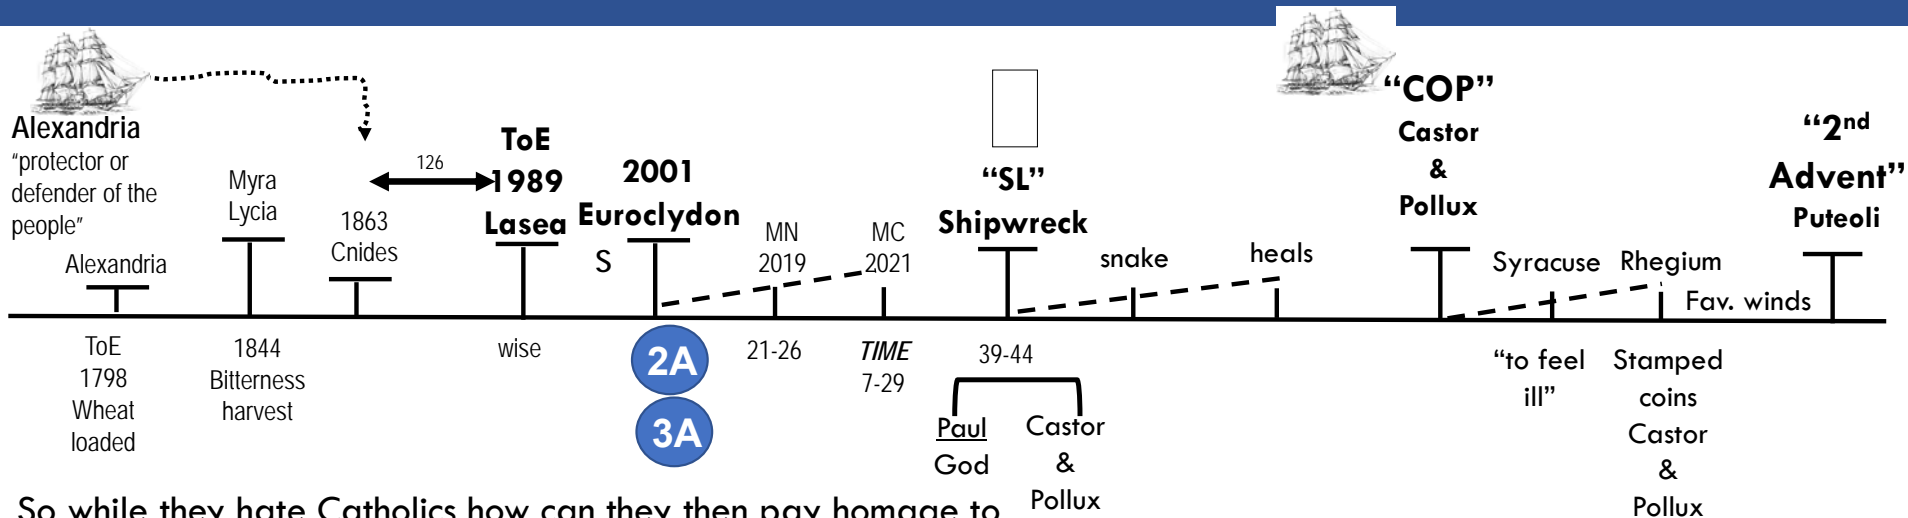 Alexandria
"protector or
defender of the
people"
Alexandria
ToE
1798
Wheat
loaded
Myra
Lycia
1844
Bitterness
harvest
1863
Cnides
126
ToE
1989
Lasea
wise
2001
Euroclydon
S
2A
3A
MN
2019
21-26
MC
2021
TIME
7-29
“SL”
Shipwreck
39-44
Paul
God
Castor
&
Pollux
snake
heals
“COP”
Castor
&
Pollux
Syracuse
“to feel
ill”
Rhegium
Stamped
coins
Castor
&
Pollux
Fav. winds
“2nd
Advent”
Puteoli
So while they hate Catholics how can they then pay homage to